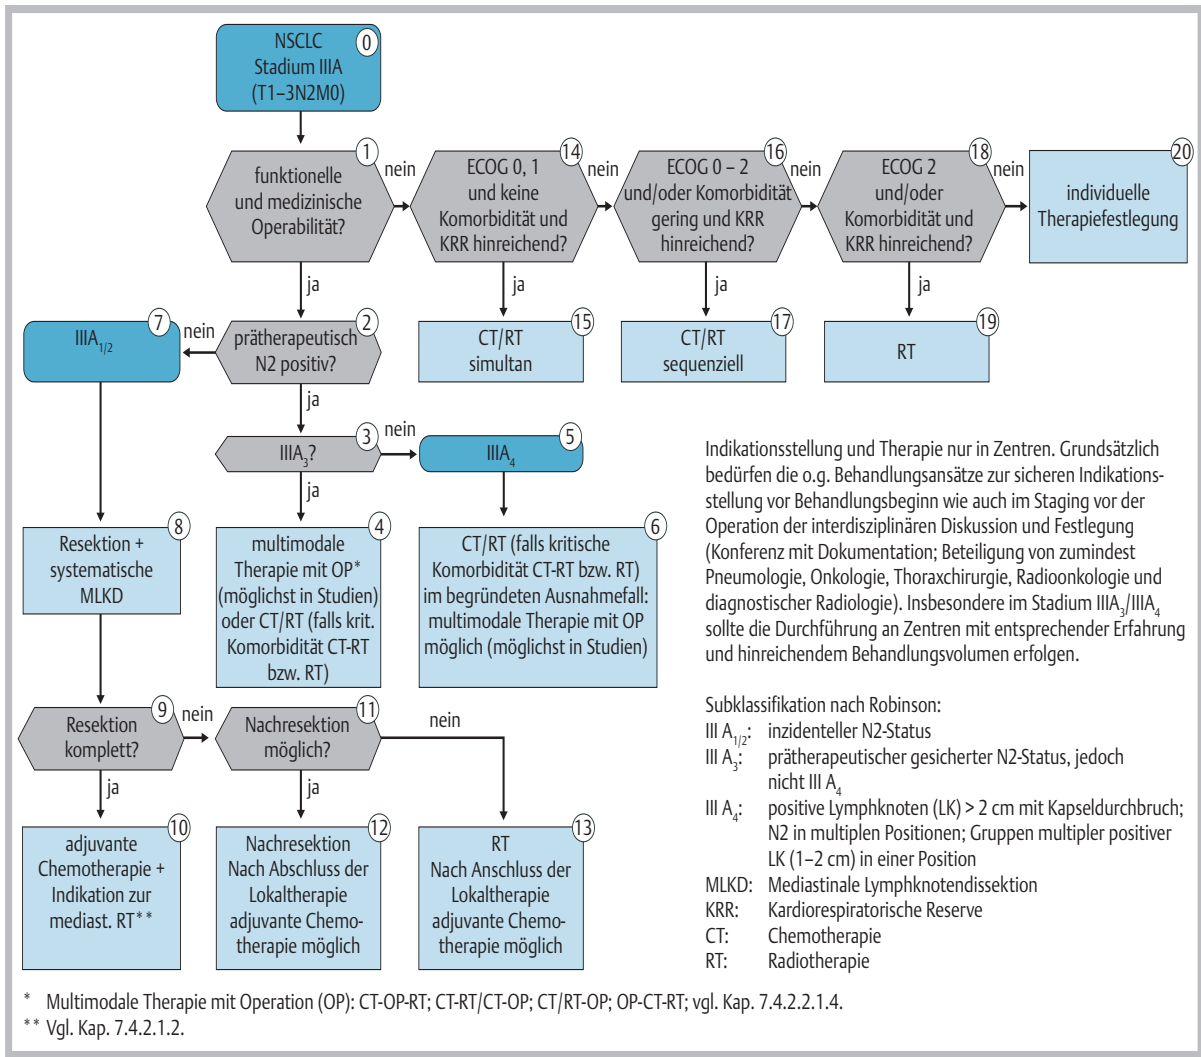 NSCLC
Stadium IIIA
(T1–3N2M0)
0
funktionelle
und medizinische
Operabilität?
1
nein
ECOG 0, 1
und keine
Komorbidität und
KRR hinreichend?
14
nein
ECOG 0 – 2
und/oder Komorbidität
gering und KRR
hinreichend?
16
nein
ECOG 2
und/oder
Komorbidität und
KRR hinreichend?
18
nein
individuelle
Therapiefestlegung
20
ja
ja
ja
ja
IIIA1/2
7
nein
prätherapeutisch
N2 positiv?
2
CT/RT
simultan
15
CT/RT
sequenziell
17
RT
19
ja
IIIA3?
3
nein
IIIA4
5
ja
Resektion +
systematische
MLKD
8
multimodale
Therapie mit OP*
(möglichst in Studien)
oder CT/RT (falls krit.
Komorbidität CT-RT
bzw. RT)
4
CT/RT (falls kritische
Komorbidität CT-RT bzw. RT)
im begründeten Ausnahmefall:
multimodale Therapie mit OP
möglich (möglichst in Studien)
6
Resektion
komplett?
9
nein
Nachresektion
möglich?
11
nein
ja
ja
adjuvante
Chemotherapie +
Indikation zur
mediast. RT**
10
Nachresektion
Nach Abschluss der
Lokaltherapie
adjuvante Chemo-
therapie möglich
12
RT
Nach Anschluss der
Lokaltherapie
adjuvante Chemo-
therapie möglich
13
Indikationsstellung und Therapie nur in Zentren. Grundsätzlich
bedürfen die o.g. Behandlungsansätze zur sicheren Indikations-
stellung vor Behandlungsbeginn wie auch im Staging vor der
Operation der interdisziplinären Diskussion und Festlegung
(Konferenz mit Dokumentation; Beteiligung von zumindest
Pneumologie, Onkologie, Thoraxchirurgie, Radioonkologie und
diagnostischer Radiologie). Insbesondere im Stadium IIIA3/IIIA4
sollte die Durchführung an Zentren mit entsprechender Erfahrung
und hinreichendem Behandlungsvolumen erfolgen.
Subklassifikation nach Robinson:
III A1/2: inzidenteller N2-Status
III A3: prätherapeutischer gesicherter N2-Status, jedoch
nicht III A4
III A4: positive Lymphknoten (LK) > 2 cm mit Kapseldurchbruch;
N2 in multiplen Positionen; Gruppen multipler positiver
LK (1–2 cm) in einer Position
MLKD: Mediastinale Lymphknotendissektion
KRR: Kardiorespiratorische Reserve
CT: Chemotherapie
RT: Radiotherapie
* Multimodale Therapie mit Operation (OP): CT-OP-RT; CT-RT/CT-OP; CT/RT-OP; OP-CT-RT; vgl. Kap. 7.4.2.2.1.4.
** Vgl. Kap. 7.4.2.1.2.